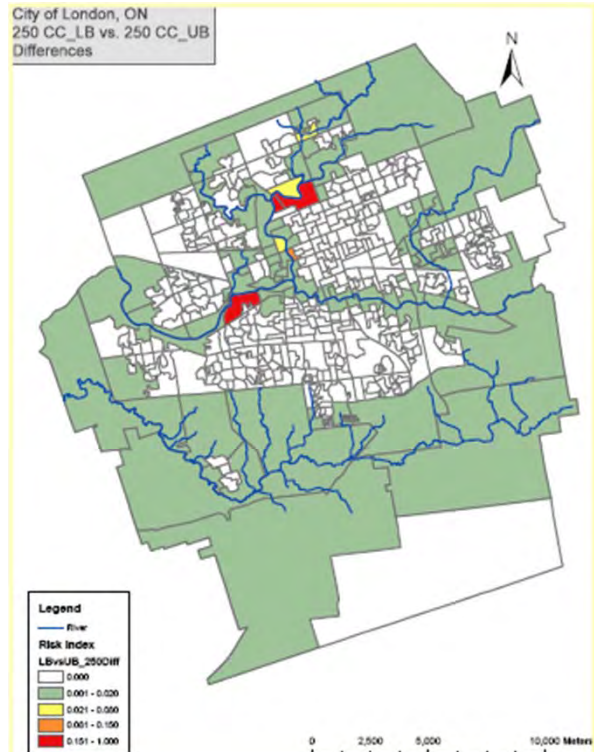 City of London, ON
250 CC_LB vs. 250 CC_UB
Differences
N
Legend
River
Risk Index
LBvsUB_250Diff
0.000
0.001 - 0.020
0.021 - 0.080
0.081 - 0.150
0.151 - 1.000
0 2,500 5,000 10,000 Meters